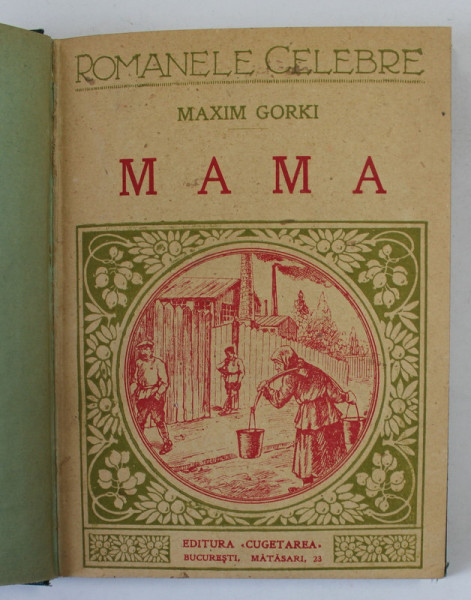 ROMANELE CELEBRE
MAXIM GORKI
MAMA
EDITURA «CUGETAREA»
BUCUREȘTI, MĂTĂSARI, 23